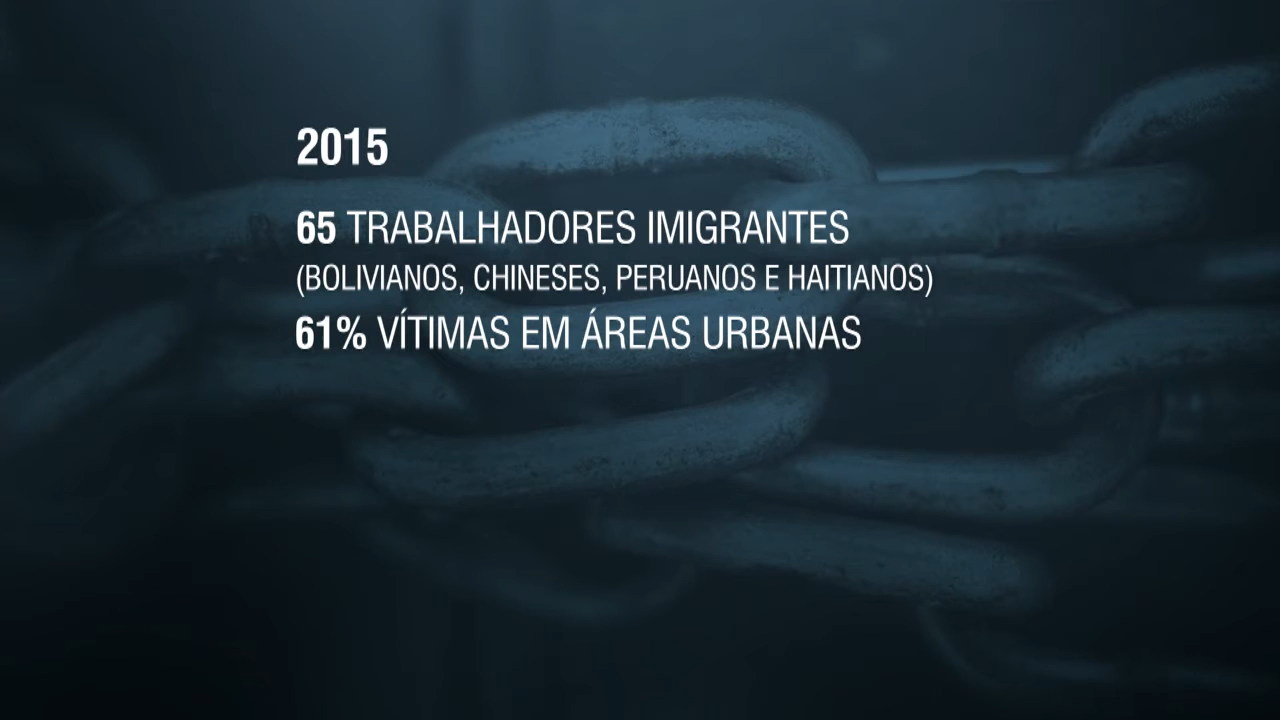 2015
65 TRABALHADORES IMIGRANTES
(BOLIVIANOS, CHINESES, PERUANOS E HAITIANOS)
61% VÍTIMAS EM ÁREAS URBANAS